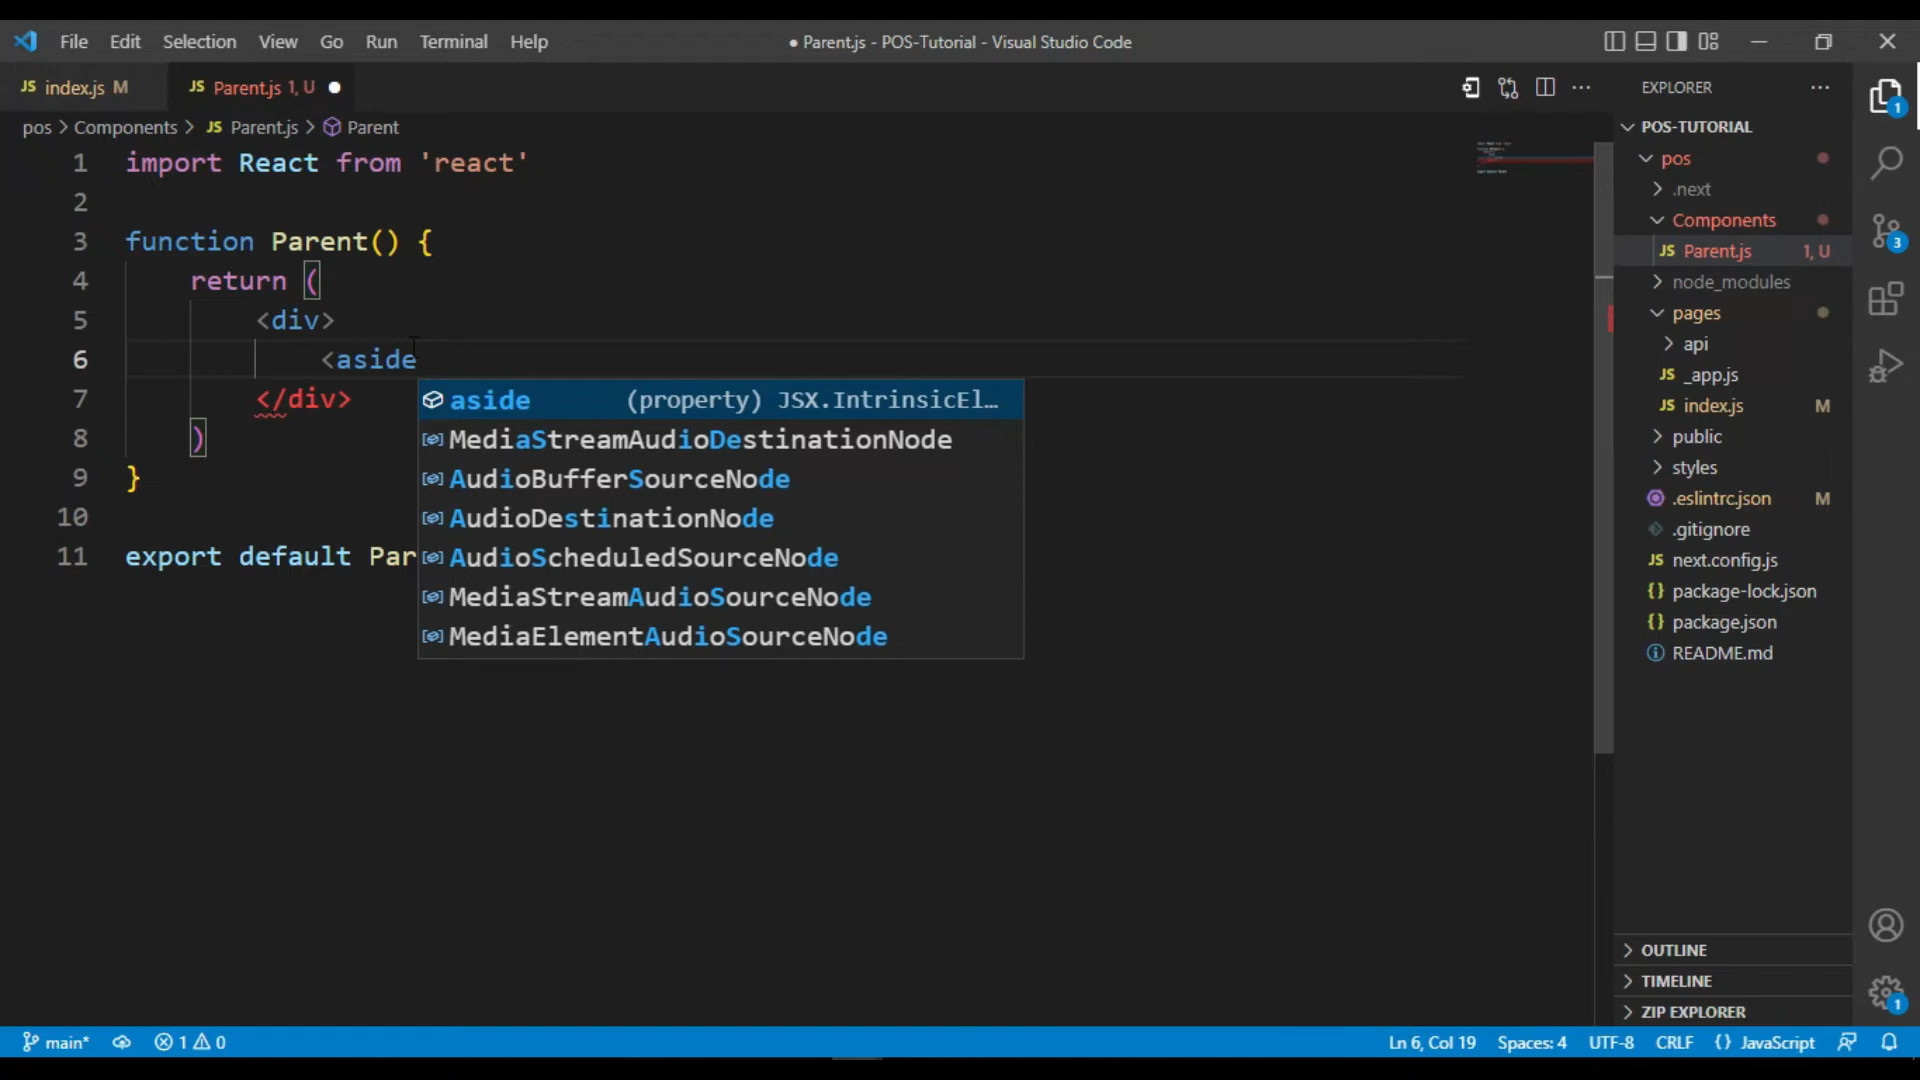 File Edit Selection View Go Run Terminal Help
● Parent.js - POS-Tutorial - Visual Studio Code
JS index.js M
JS Parent.js 1, U
pos > Components > JS Parent.js > Parent
1 import React from 'react'
2
3 function Parent() {
4 return (
5 <div>
6 <aside
7 </div>
8 )
9 }
10
11 export default Par
aside (property) JSX.IntrinsicEl…
MediaStreamAudioDestinationNode
AudioBufferSourceNode
AudioDestinationNode
AudioScheduledSourceNode
MediaStreamAudioSourceNode
MediaElementAudioSourceNode
EXPLORER
POS-TUTORIAL
pos
.next
Components
JS Parent.js 1, U
node_modules
pages
api
JS _app.js
JS index.js M
public
styles
.eslintrc.json M
.gitignore
JS next.config.js
{} package-lock.json
{} package.json
README.md
OUTLINE
TIMELINE
ZIP EXPLORER
1
3
1
main* 1 0
Ln 6, Col 19 Spaces: 4 UTF-8 CRLF {} JavaScript